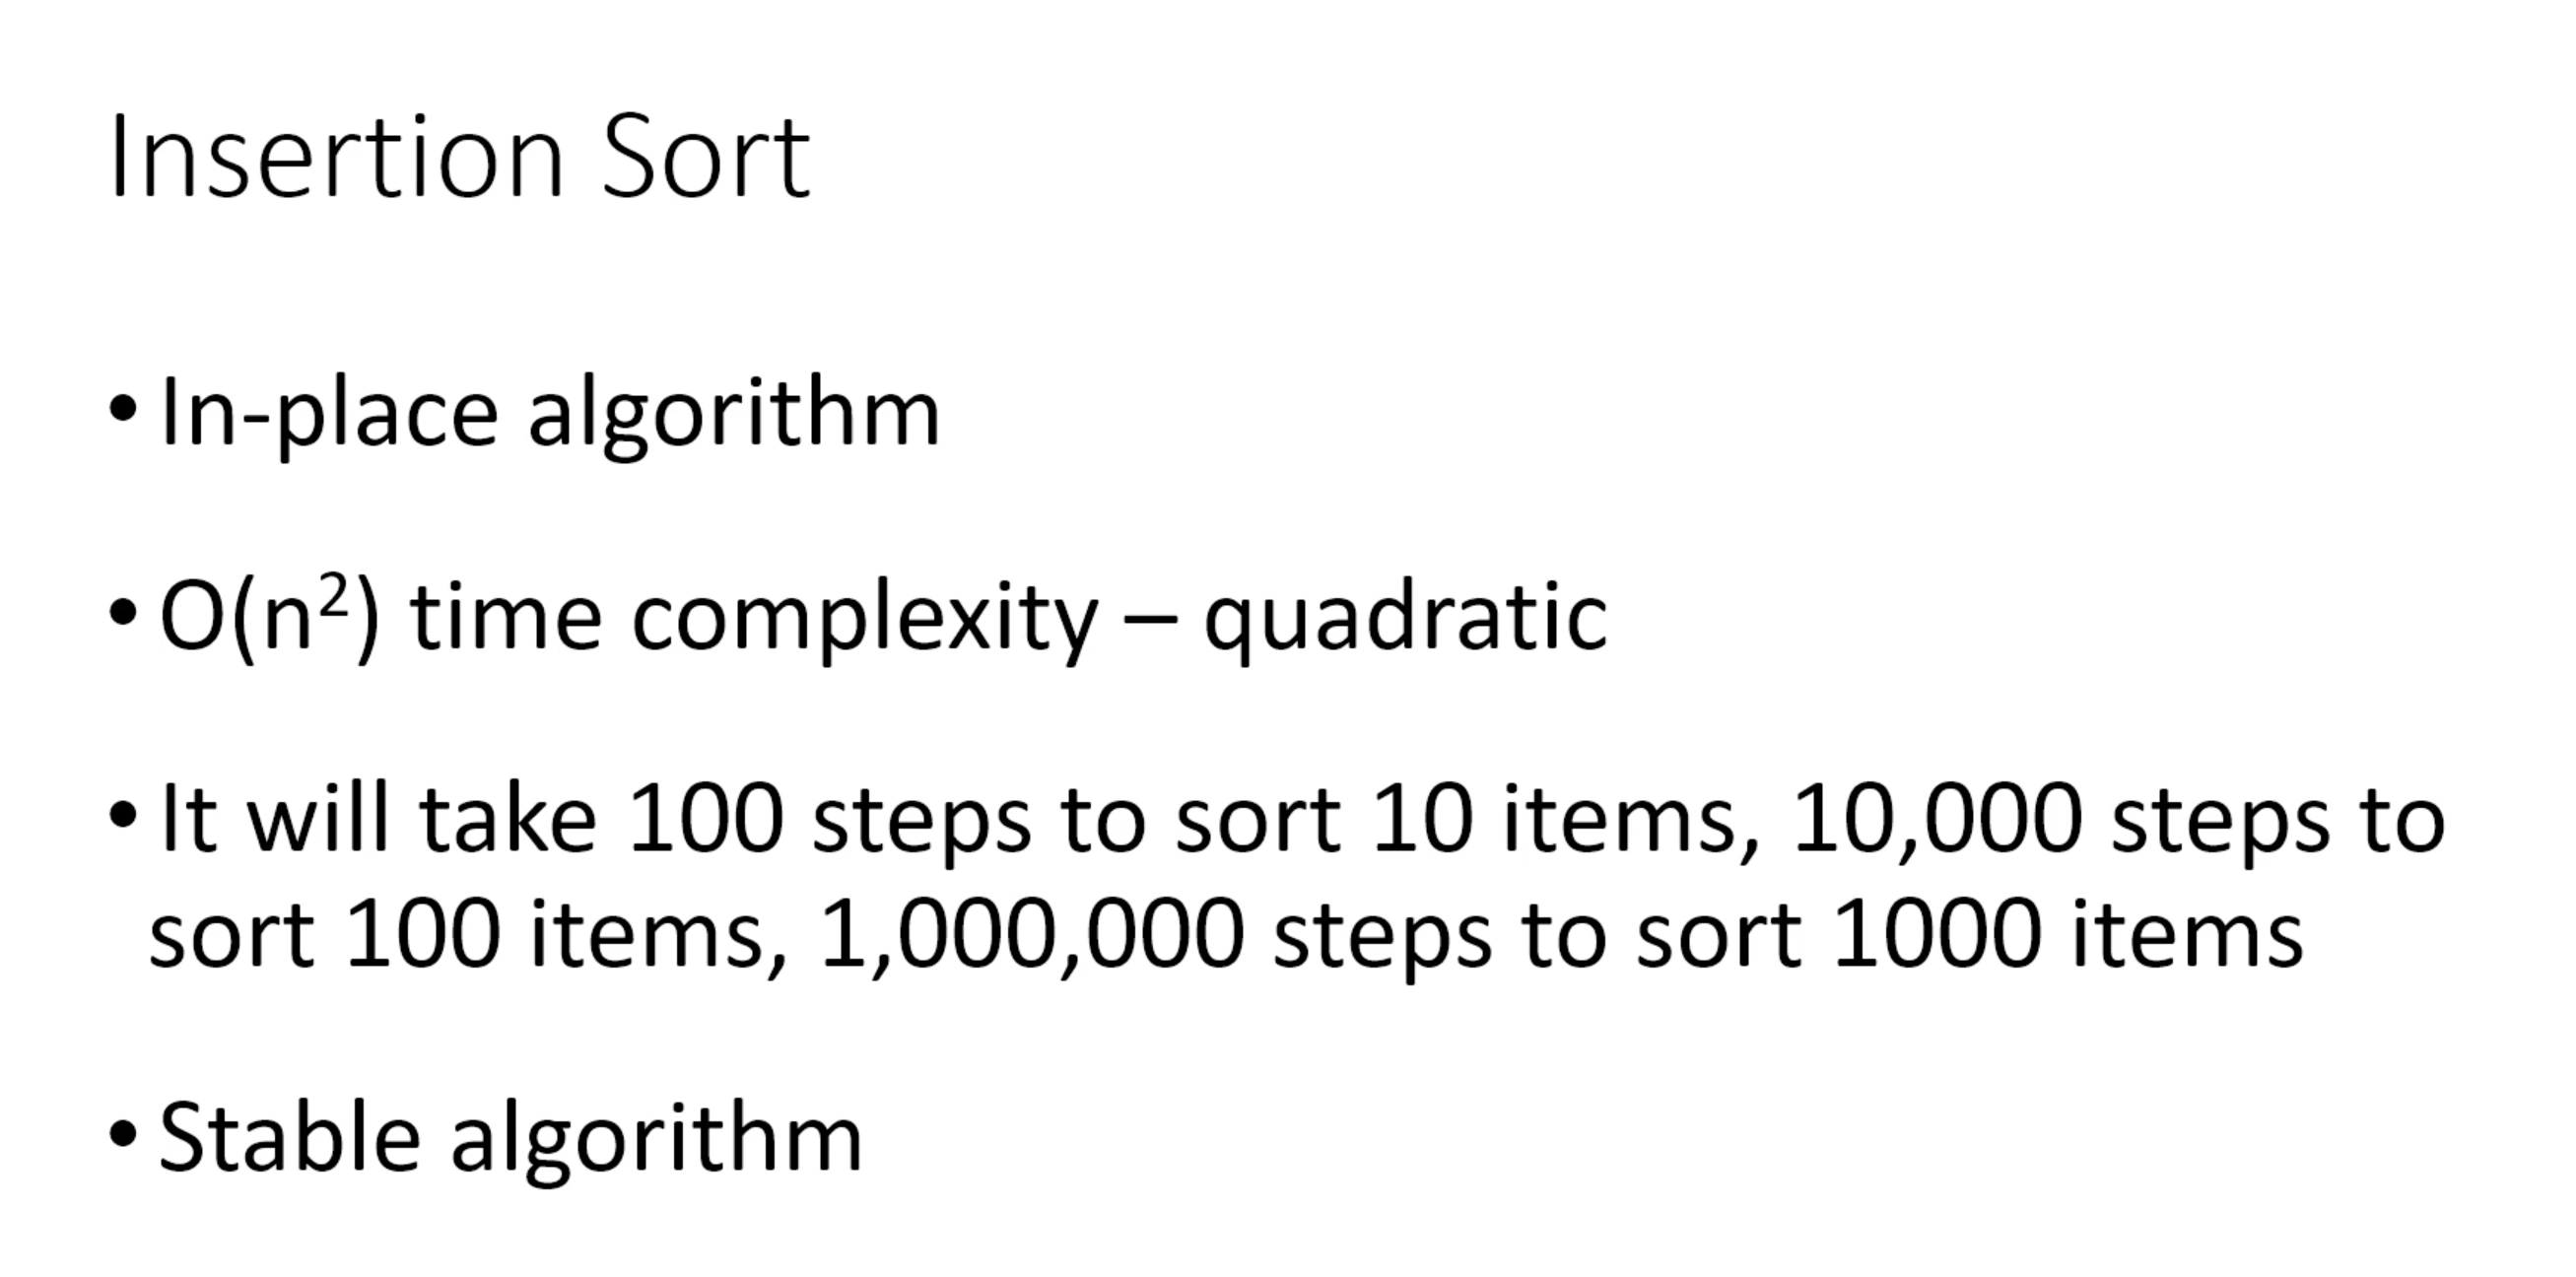 Insertion Sort
• In-place algorithm
• O(n²) time complexity – quadratic
• It will take 100 steps to sort 10 items, 10,000 steps to
sort 100 items, 1,000,000 steps to sort 1000 items
• Stable algorithm